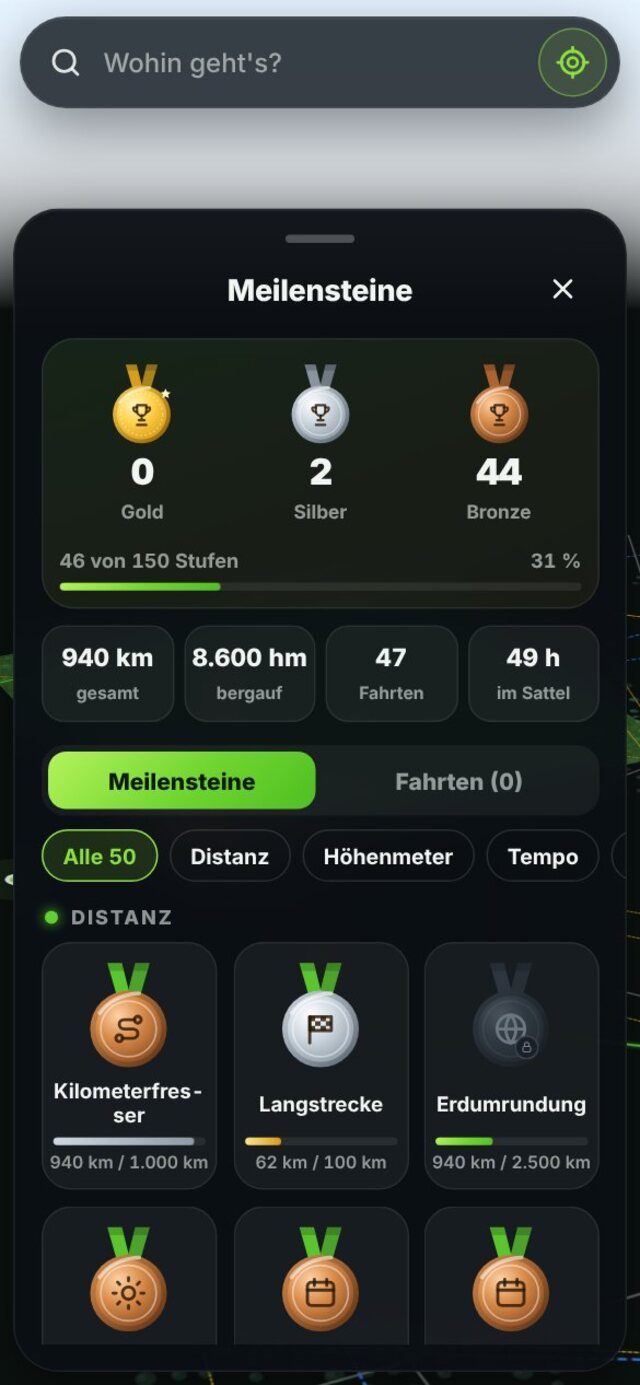 Wohin geht's?
Meilensteine
0
2
44
Gold
Silber
Bronze
46 von 150 Stufen
31 %
940 km
8.600 hm
47
49 h
gesamt
bergauf
Fahrten
im Sattel
Meilensteine
Fahrten (0)
Alle 50
Distanz
Höhenmeter
Tempo
DISTANZ
Kilometerfres-
ser
Langstrecke
Erdumrundung
940 km / 1.000 km
62 km / 100 km
940 km / 2.500 km